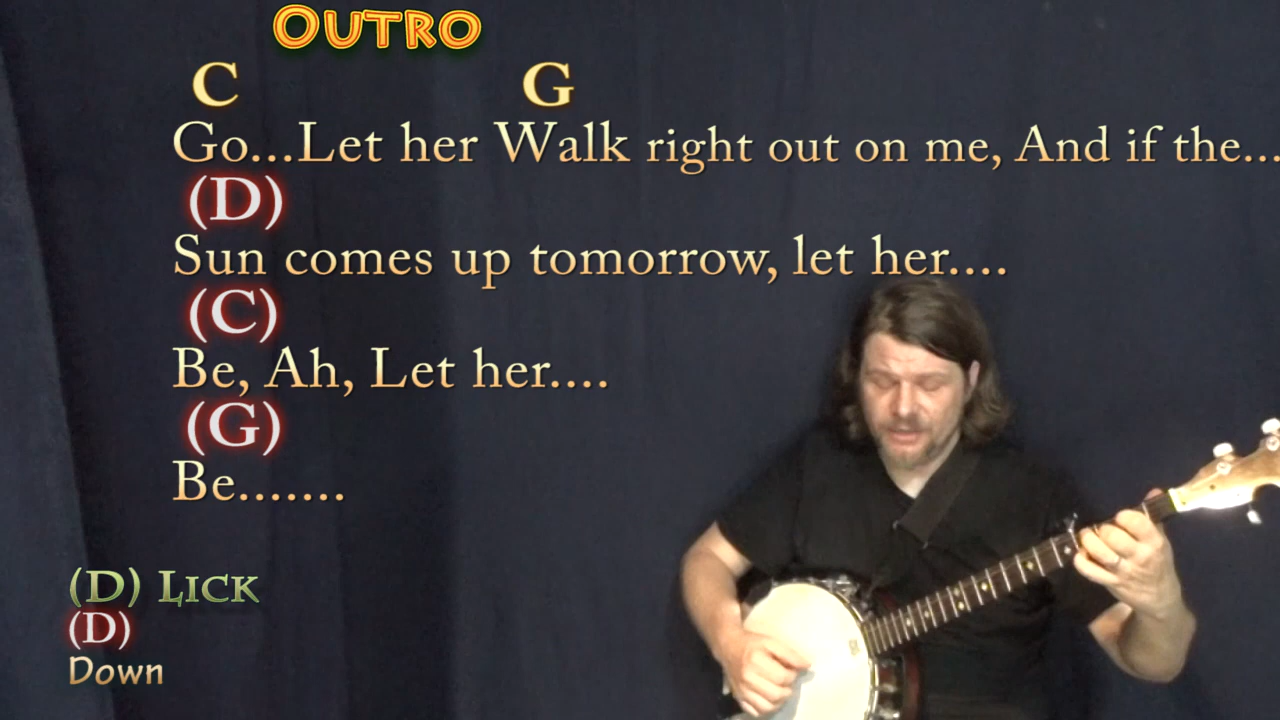 OUTRO
C G
Go...Let her Walk right out on me, And if the...
(D)
Sun comes up tomorrow, let her....
(C)
Be, Ah, Let her....
(G)
Be.......
(D) LICK
(D)
Down